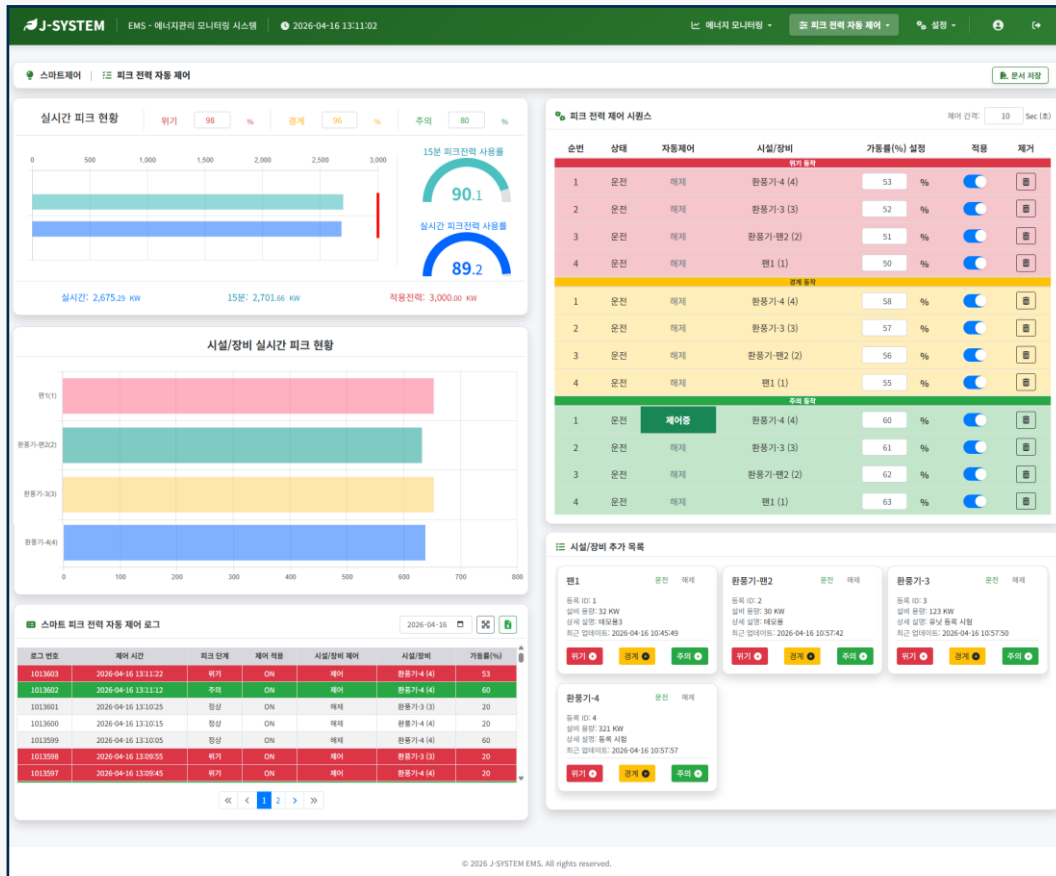 J-SYSTEM EMS - 에너지관리 모니터링 시스템 2026-04-16 13:11:02 에너지 모니터링 피크 전력 자동 제어 설정
스마트제어 피크 전력 자동 제어 문서 저장
실시간 피크 현황 위기 98 % 경계 96 % 주의 80 %
0 500 1,000 1,500 2,000 2,500 3,000
15분 피크전력 사용률
90.1
실시간 피크전력 사용률
89.2
실시간: 2,675.29 KW 15분: 2,701.66 KW 적용전력: 3,000.00 KW
시설/장비 실시간 피크 현황
팬1(1)
환풍기-팬2(2)
환풍기-3(3)
환풍기-4(4)
0 100 200 300 400 500 600 700 800
스마트 피크 전력 자동 제어 로그 2026-04-16
로그 번호 제어 시간 피크 단계 제어 적용 시설/장비 제어 시설/장비 가동률(%)
1013603 2026-04-16 13:11:22 위기 ON 제어 환풍기-4 (4) 53
1013602 2026-04-16 13:11:12 주의 ON 제어 환풍기-4 (4) 60
1013601 2026-04-16 13:10:25 정상 ON 해제 환풍기-3 (3) 20
1013600 2026-04-16 13:10:15 정상 ON 해제 환풍기-4 (4) 20
1013599 2026-04-16 13:10:05 정상 ON 해제 환풍기-4 (4) 60
1013598 2026-04-16 13:09:55 위기 ON 제어 환풍기-3 (3) 20
1013597 2026-04-16 13:09:45 위기 ON 제어 환풍기-4 (4) 20
« ‹ 1 2 › »
피크 전력 제어 시퀀스 제어 간격: 10 Sec (초)
순번 상태 자동제어 시설/장비 가동률(%) 설정 적용 제거
위기 동작
1 운전 해제 환풍기-4 (4) 53 %
2 운전 해제 환풍기-3 (3) 52 %
3 운전 해제 환풍기-팬2 (2) 51 %
4 운전 해제 팬1 (1) 50 %
경계 동작
1 운전 해제 환풍기-4 (4) 58 %
2 운전 해제 환풍기-3 (3) 57 %
3 운전 해제 환풍기-팬2 (2) 56 %
4 운전 해제 팬1 (1) 55 %
주의 동작
1 운전 제어중 환풍기-4 (4) 60 %
2 운전 해제 환풍기-3 (3) 61 %
3 운전 해제 환풍기-팬2 (2) 62 %
4 운전 해제 팬1 (1) 63 %
시설/장비 추가 목록
팬1 운전 해제
등록 ID: 1
설비 용량: 32 KW
상세 설명: 데모용3
최근 업데이트: 2026-04-16 10:45:49
위기 경계 주의
환풍기-팬2 운전 해제
등록 ID: 2
설비 용량: 30 KW
상세 설명: 데모용
최근 업데이트: 2026-04-16 10:57:42
위기 경계 주의
환풍기-3 운전 해제
등록 ID: 3
설비 용량: 123 KW
상세 설명: 유닛 등록 시험
최근 업데이트: 2026-04-16 10:57:50
위기 경계 주의
환풍기-4 운전 해제
등록 ID: 4
설비 용량: 321 KW
상세 설명: 등록 시험
최근 업데이트: 2026-04-16 10:57:57
위기 경계 주의
© 2026 J-SYSTEM EMS. All rights reserved.